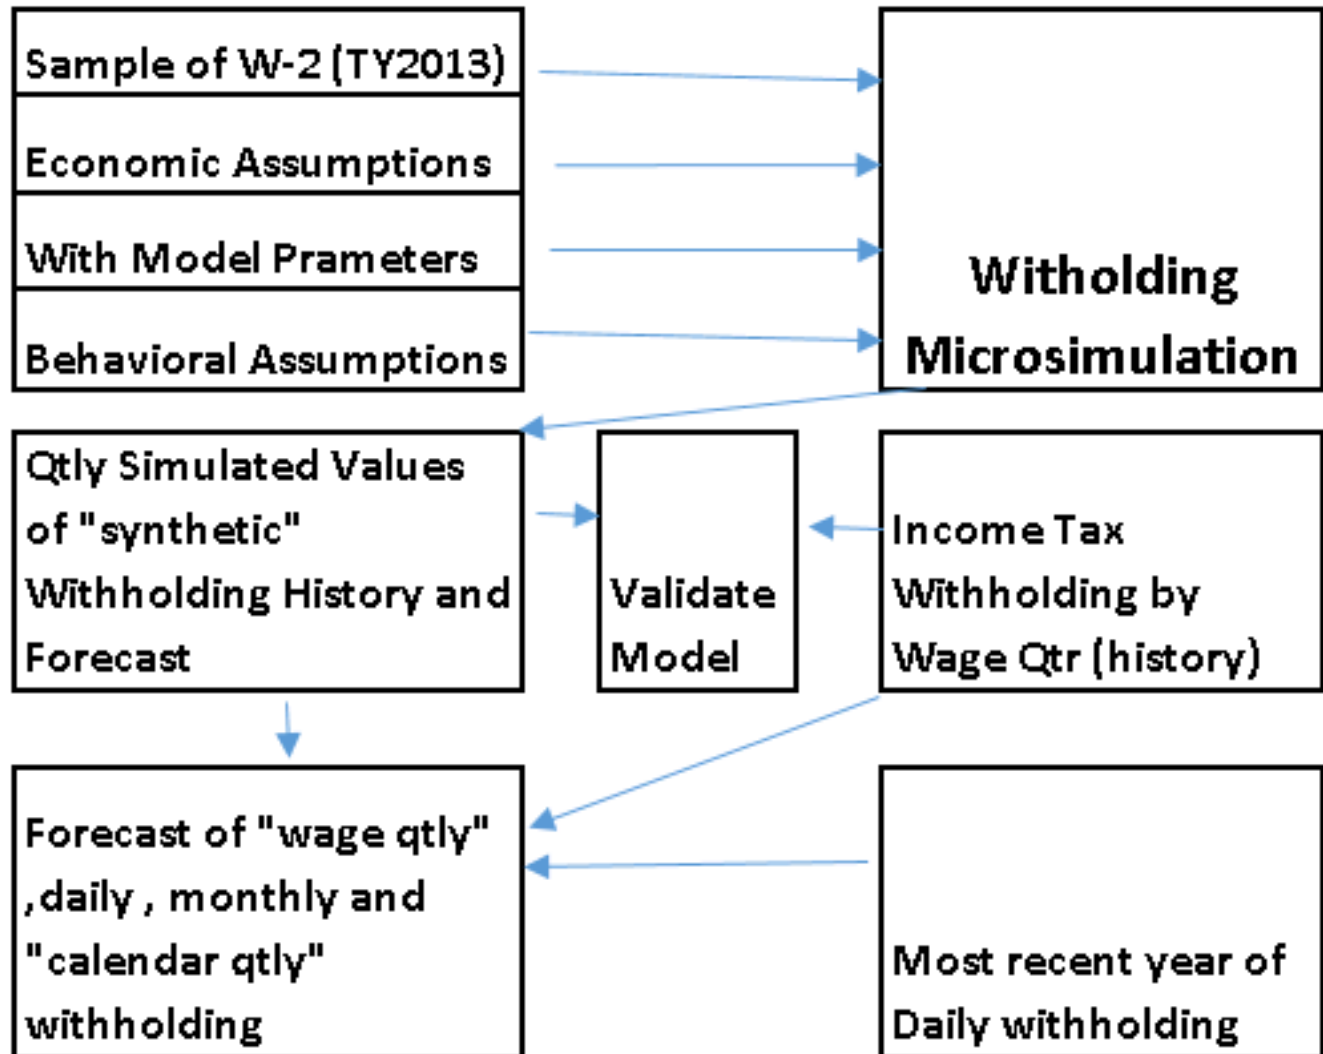 Sample of W-2 (TY2013)
Economic Assumptions
With Model Prameters
Behavioral Assumptions
Witholding
Microsimulation
Qtly Simulated Values
of "synthetic"
Withholding History and
Forecast
Validate
Model
Income Tax
Withholding by
Wage Qtr (history)
Forecast of "wage qtly"
,daily , monthly and
"calendar qtly"
withholding
Most recent year of
Daily withholding